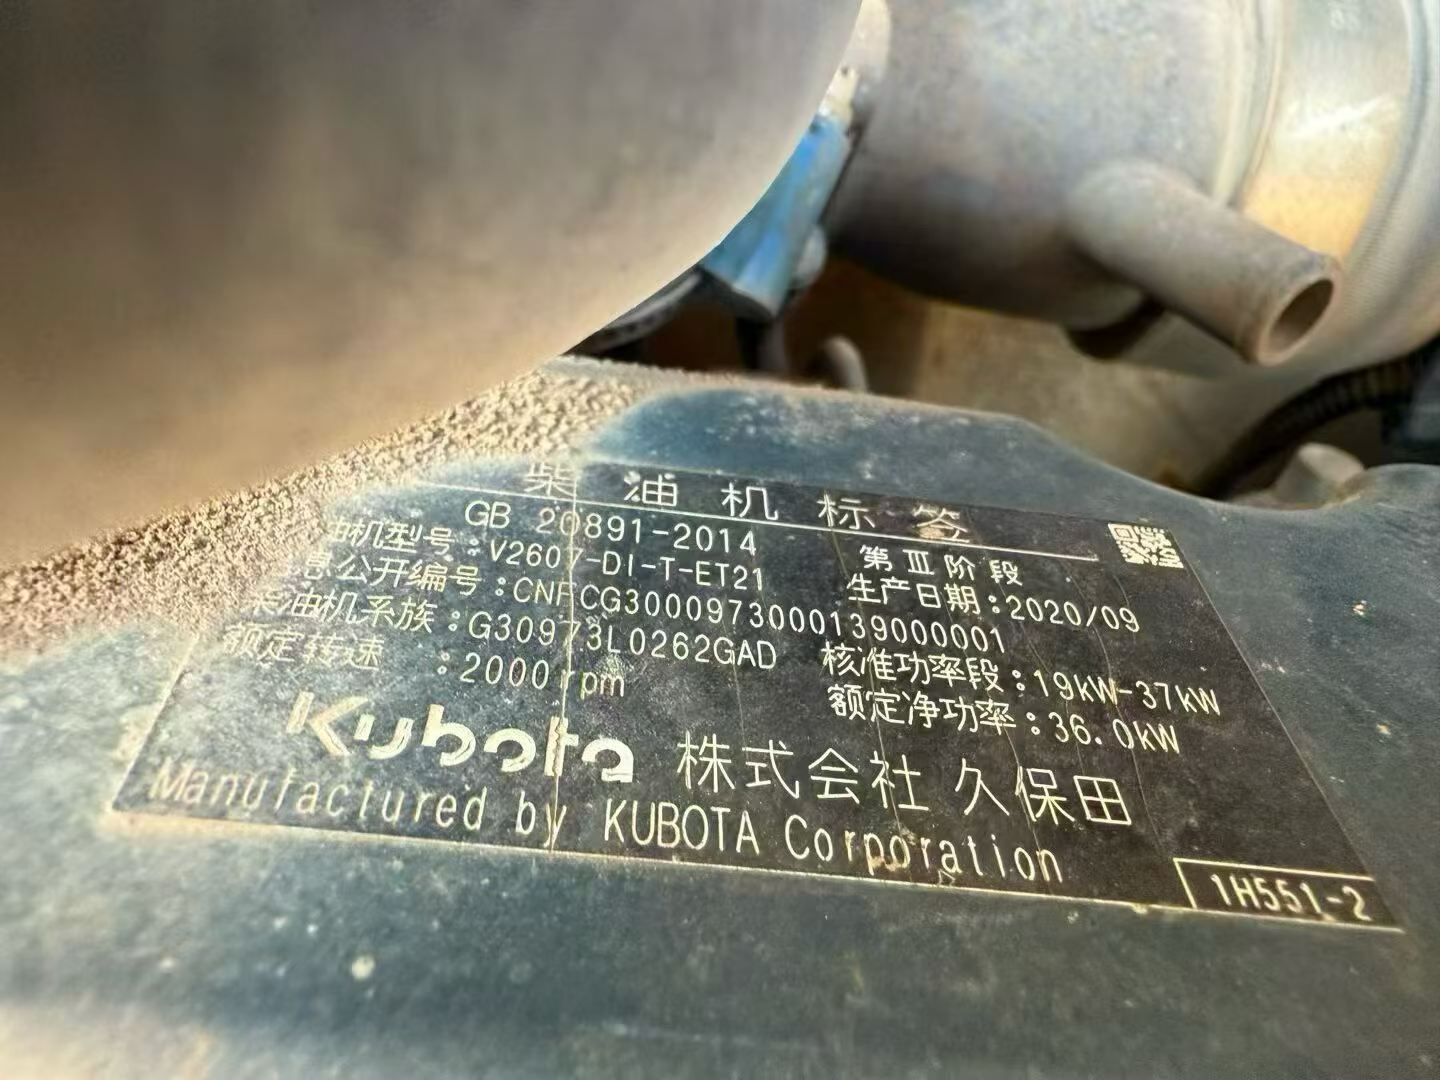 柴油机标签
GB 20891-2014 第Ⅲ阶段
油机型号:V2607-DI-T-ET21 生产日期:2020/09
息公开编号:CNFCG3000973000139000001
柴油机系族:G30973L0262GAD 核准功率段:19kW-37kW
额定转速 :2000rpm 额定净功率:36.0kW
Kubota 株式会社 久保田
Manufactured by KUBOTA Corporation
1H551-2